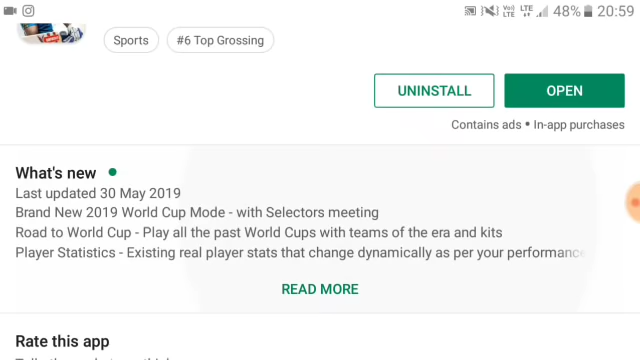 VoI) LTE LTE 48% 20:59
Sports #6 Top Grossing
UNINSTALL OPEN
Contains ads • In-app purchases
What's new
Last updated 30 May 2019
Brand New 2019 World Cup Mode - with Selectors meeting
Road to World Cup - Play all the past World Cups with teams of the era and kits
Player Statistics - Existing real player stats that change dynamically as per your performance
READ MORE
Rate this app